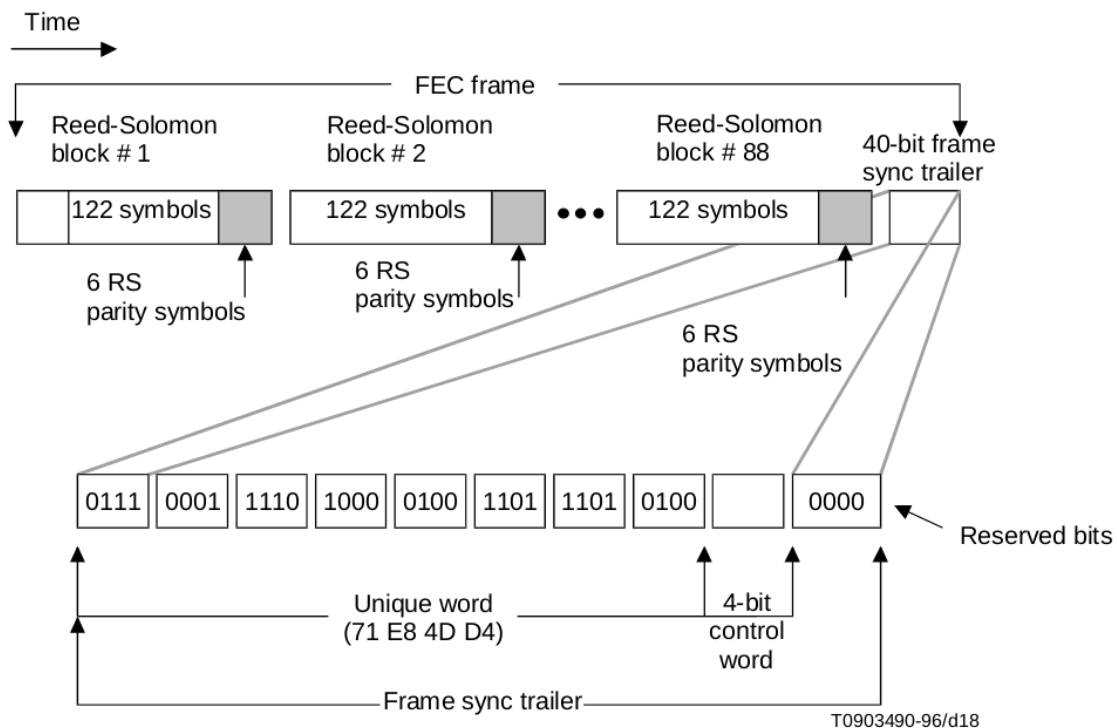 Time
FEC frame
Reed-Solomon
block # 1
Reed-Solomon
block # 2
Reed-Solomon
block # 88
40-bit frame
sync trailer
122 symbols
122 symbols
122 symbols
6 RS
parity symbols
6 RS
parity symbols
6 RS
parity symbols
0111 0001 1110 1000 0100 1101 1101 0100 0000
Reserved bits
Unique word
(71 E8 4D D4)
4-bit
control
word
Frame sync trailer
T0903490-96/d18